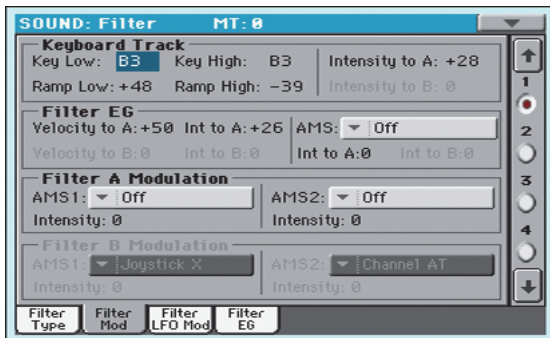 SOUND: Filter MT: 0
Keyboard Track
Key Low: B3 Key High: B3 Intensity to A: +28
Ramp Low: +48 Ramp High: -39 Intensity to B: 0
Filter EG
Velocity to A:+50 Int to A:+26 AMS: Off
Velocity to B:0 Int to B:0 Int to A:0 Int to B:0
Filter A Modulation
AMS1: Off AMS2: Off
Intensity: 0 Intensity: 0
Filter B Modulation
AMS1: Joystick X AMS2: Channel AT
Intensity: 0 Intensity: 0
1
2
3
4
Filter Type Filter Mod Filter LFO Mod Filter EG